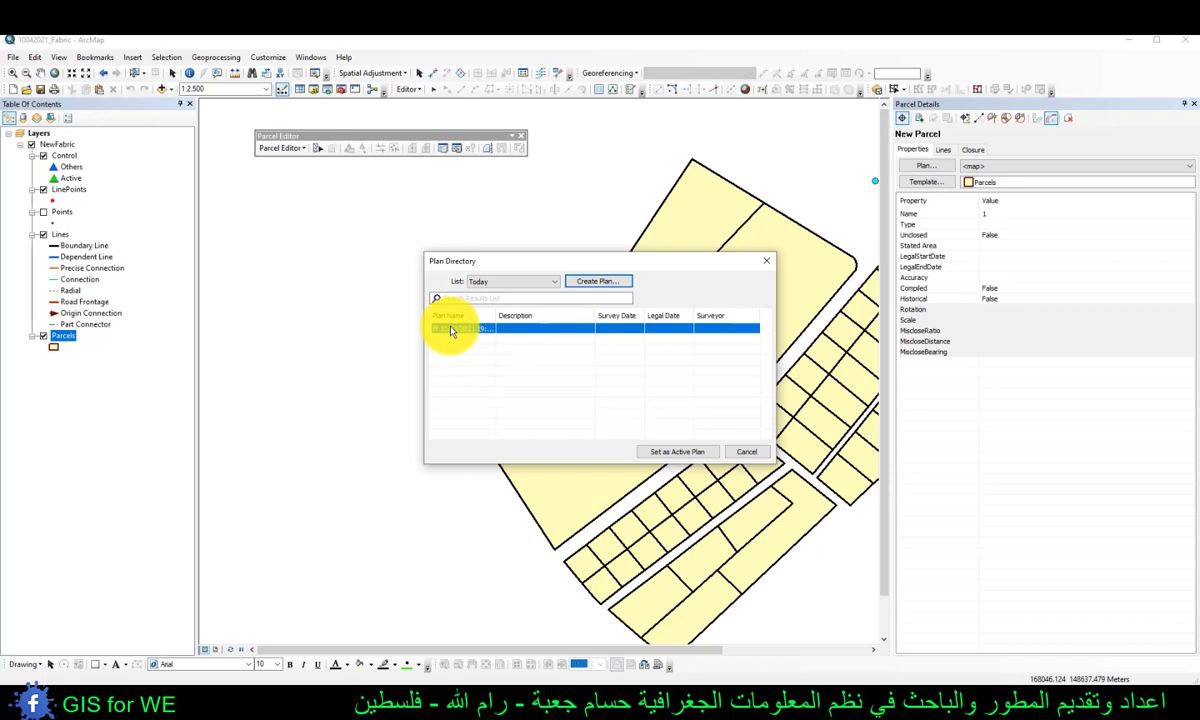 10042021_Fabric - ArcMap
File Edit View Bookmarks Insert Selection Geoprocessing Customize Windows Help
Spatial Adjustment Georeferencing
1:2,500 Editor
Table Of Contents
Layers
NewFabric
Control
Others
Active
LinePoints
Points
Lines
Boundary Line
Dependent Line
Precise Connection
Connection
Radial
Road Frontage
Origin Connection
Part Connector
Parcels
Parcel Editor
Parcel Editor
Plan Directory
List: Today Create Plan...
Search Results List
Plan Name Description Survey Date Legal Date Surveyor
Set as Active Plan Cancel
Parcel Details
New Parcel
Properties Lines Closure
Plan... <map>
Template... Parcels
Property Value
Name 1
Type
Unclosed False
Stated Area
LegalStartDate
LegalEndDate
Accuracy
Compiled False
Historical False
Rotation
Scale
MiscloseRatio
MiscloseDistance
MiscloseBearing
Drawing Arial 10 B I U A
168046.124 148637.479 Meters
GIS for WE
اعداد وتقديم المطور والباحث في نظم المعلومات الجغرافية حسام جعبة - رام الله - فلسطين